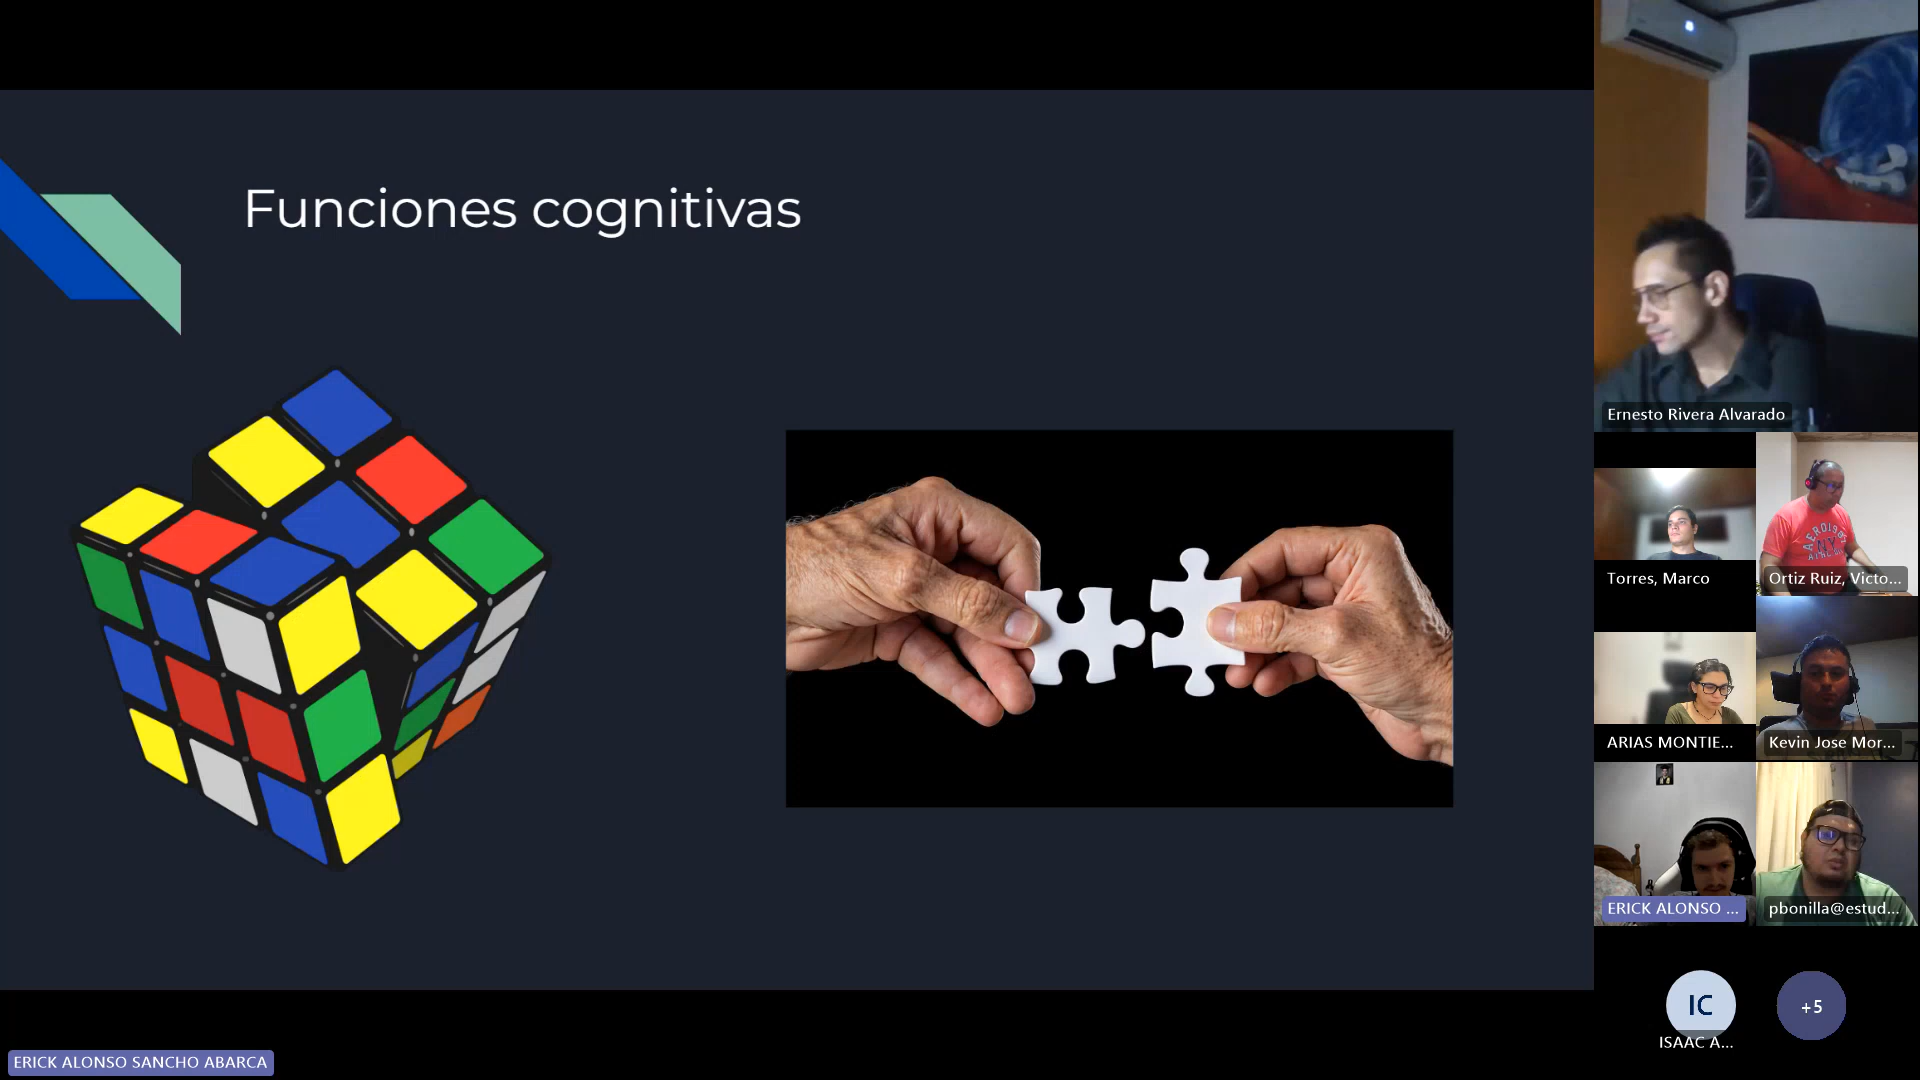 Funciones cognitivas
Ernesto Rivera Alvarado
Torres, Marco
Ortiz Ruiz, Victo...
ARIAS MONTIE...
Kevin Jose Mor...
ERICK ALONSO ...
pbonilla@estud...
IC
ISAAC A...
+5
ERICK ALONSO SANCHO ABARCA